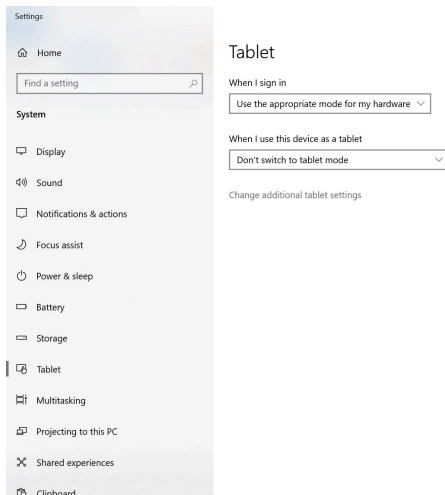 Settings
Home
Find a setting
System
Display
Sound
Notifications & actions
Focus assist
Power & sleep
Battery
Storage
Tablet
Multitasking
Projecting to this PC
Shared experiences
Clipboard
Tablet
When I sign in
Use the appropriate mode for my hardware
When I use this device as a tablet
Don't switch to tablet mode
Change additional tablet settings